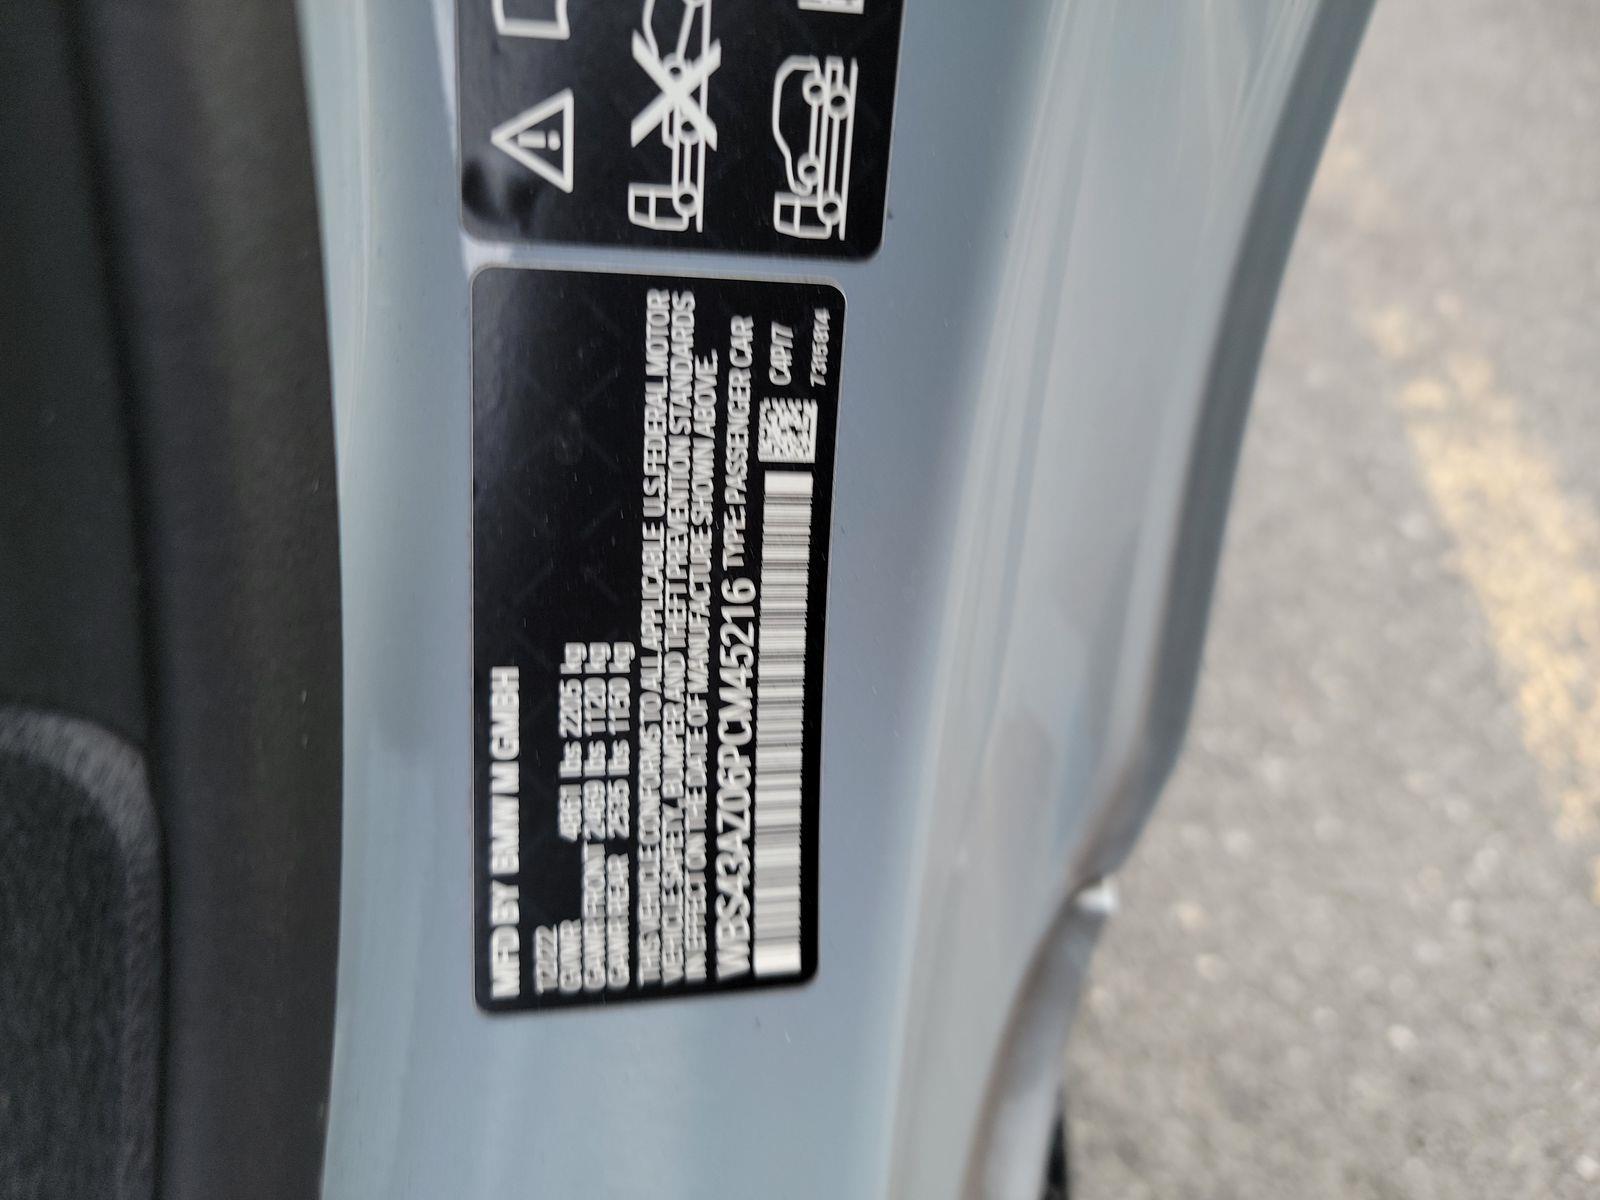 MFD BY BMW M GMBH
12/22
GVWR 4861 lbs 2205 kg
GAWR FRONT 2469 lbs 1120 kg
GAWR REAR 2535 lbs 1150 kg
THIS VEHICLE CONFORMS TO ALL APPLICABLE U.S.FEDERAL MOTOR
VEHICLE SAFETY, BUMPER AND THEFT PREVENTION STANDARDS
IN EFFECT ON THE DATE OF MANUFACTURE SHOWN ABOVE.
WBS43AZ06PCM45216 TYPE: PASSENGER CAR
C4P/7
7315814